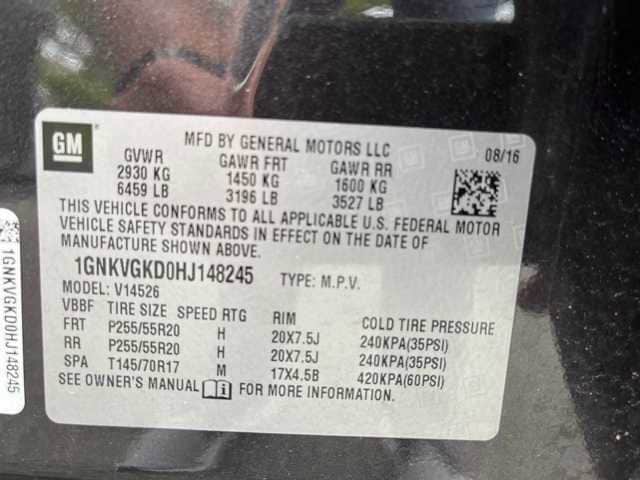 GM
MFD BY GENERAL MOTORS LLC
08/16
GVWR GAWR FRT GAWR RR
2930 KG 1450 KG 1600 KG
6459 LB 3196 LB 3527 LB
THIS VEHICLE CONFORMS TO ALL APPLICABLE U.S. FEDERAL MOTOR
VEHICLE SAFETY STANDARDS IN EFFECT ON THE DATE OF
MANUFACTURE SHOWN ABOVE.
1GNKVGKD0HJ148245 TYPE: M.P.V.
MODEL: V14526
VBBF TIRE SIZE SPEED RTG RIM COLD TIRE PRESSURE
FRT P255/55R20 H 20X7.5J 240KPA(35PSI)
RR P255/55R20 H 20X7.5J 240KPA(35PSI)
SPA T145/70R17 M 17X4.5B 420KPA(60PSI)
SEE OWNER'S MANUAL FOR MORE INFORMATION.
1GNKVGKD0HJ148245